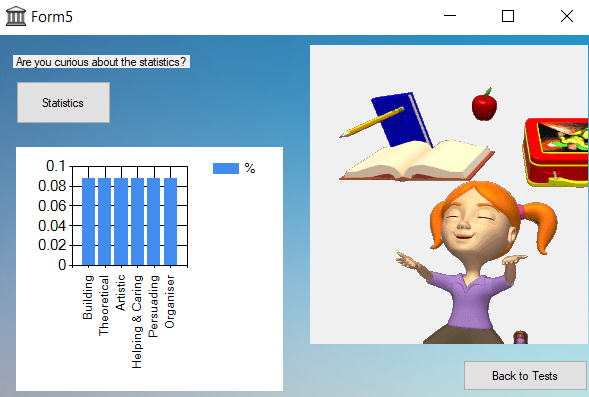 Form5
Are you curious about the statistics?
Statistics
%
0.1
0.08
0.06
0.04
0.02
0
Building
Theoretical
Artistic
Helping & Caring
Persuading
Organiser
Back to Tests